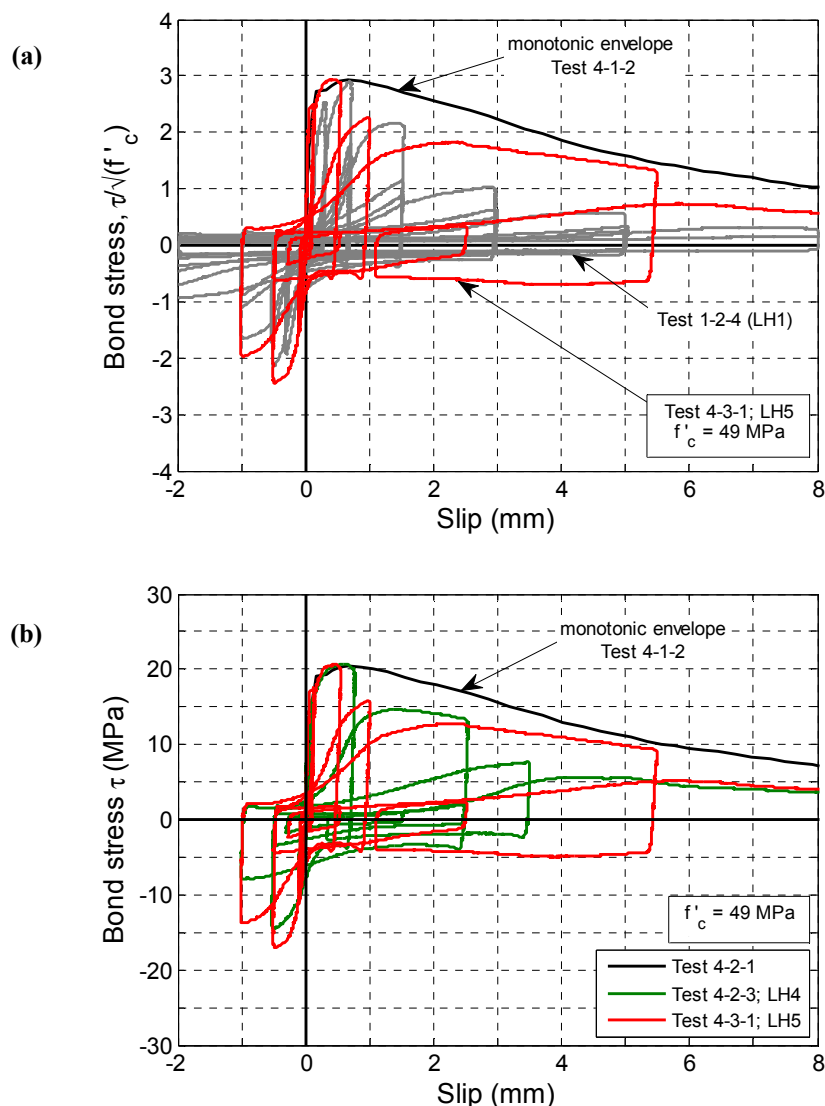 (a)
4
3
2
1
0
-1
-2
-3
-4
Bond stress, τ/√(f'c)
monotonic envelope
Test 4-1-2
Test 1-2-4 (LH1)
Test 4-3-1; LH5
f'c = 49 MPa
-2 0 2 4 6 8
Slip (mm)
(b)
30
20
10
0
-10
-20
-30
Bond stress τ (MPa)
monotonic envelope
Test 4-1-2
f'c = 49 MPa
Test 4-2-1
Test 4-2-3; LH4
Test 4-3-1; LH5
-2 0 2 4 6 8
Slip (mm)